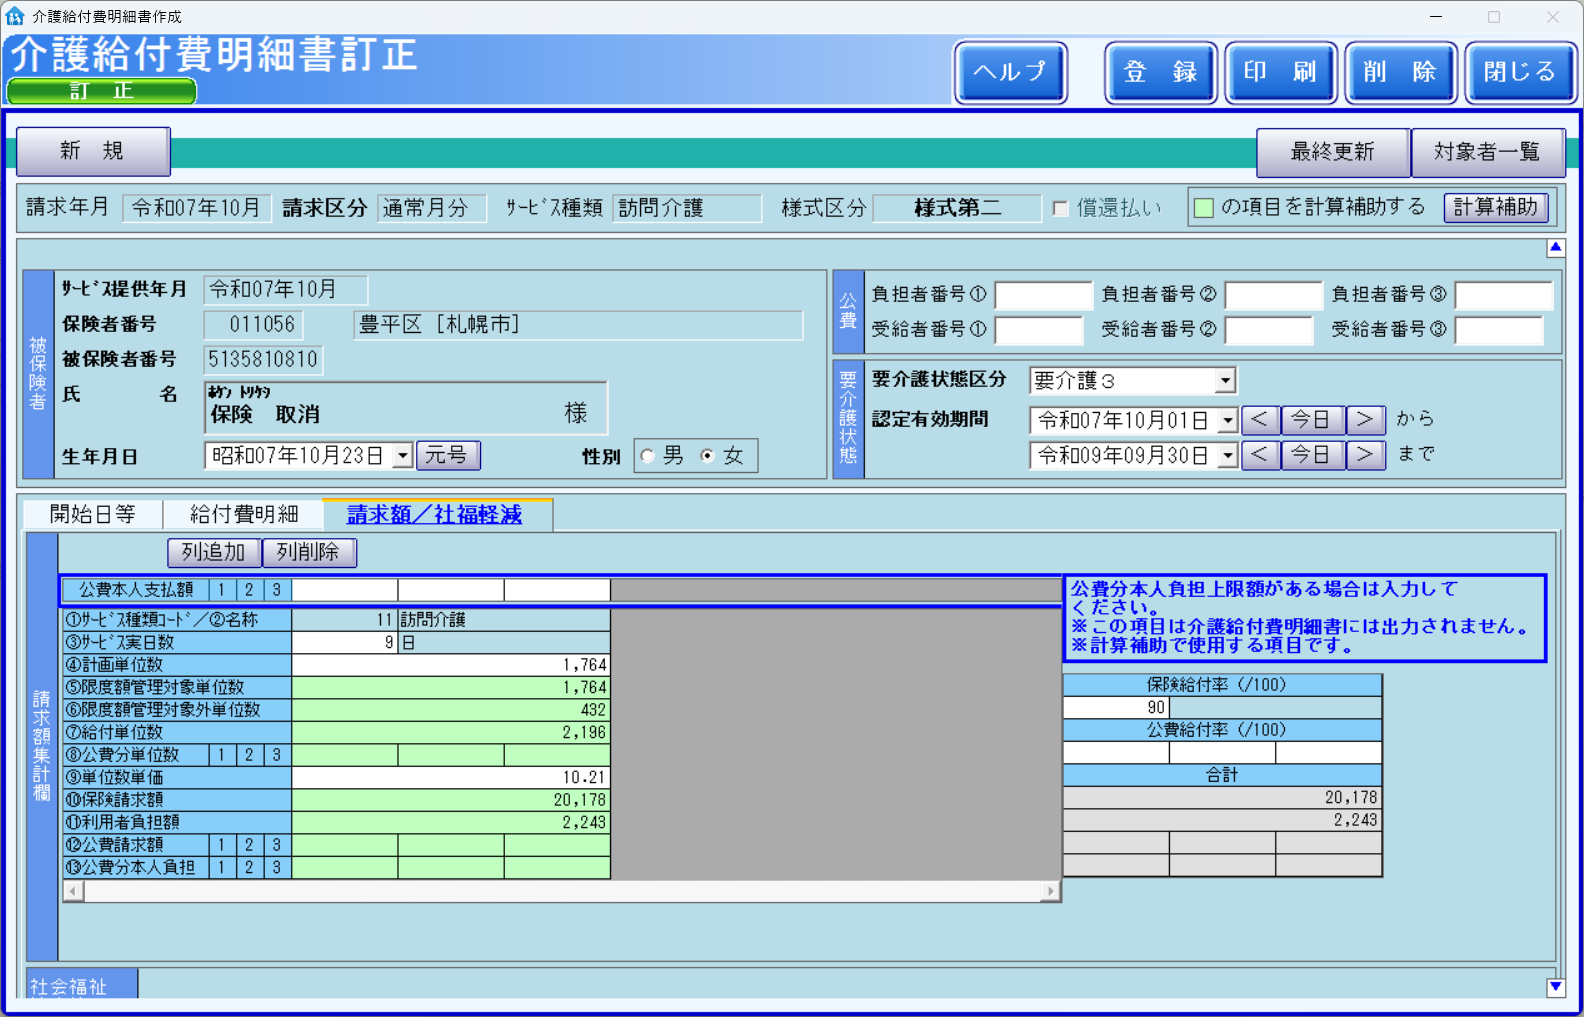 介護給付費明細書作成
介護給付費明細書訂正
訂　正
ヘルプ
登　録
印　刷
削　除
閉じる
新　規
最終更新
対象者一覧
請求年月 令和07年10月 請求区分 通常月分 ｻｰﾋﾞｽ種類 訪問介護 様式区分 様式第二 償還払い の項目を計算補助する 計算補助
被保険者
ｻｰﾋﾞｽ提供年月 令和07年10月
保険者番号 011056 豊平区［札幌市］
被保険者番号 5135810810
氏　名 ﾎｹﾝ ﾄﾘｹｼ
保険　取消 様
生年月日 昭和07年10月23日 元号 性別 男 女
公費
負担者番号① 負担者番号② 負担者番号③
受給者番号① 受給者番号② 受給者番号③
要介護状態
要介護状態区分 要介護３
認定有効期間 令和07年10月01日 ＜ 今日 ＞ から
令和09年09月30日 ＜ 今日 ＞ まで
開始日等 給付費明細 請求額／社福軽減
請求額集計欄
列追加 列削除
公費本人支払額 1 2 3
公費分本人負担上限額がある場合は入力して
ください。
※この項目は介護給付費明細書には出力されません。
※計算補助で使用する項目です。
①ｻｰﾋﾞｽ種類ｺｰﾄﾞ／②名称 11 訪問介護
③ｻｰﾋﾞｽ実日数 9 日
④計画単位数 1,764
⑤限度額管理対象単位数 1,764
⑥限度額管理対象外単位数 432
⑦給付単位数 2,196
⑧公費分単位数 1 2 3
⑨単位数単価 10.21
⑩保険請求額 20,178
⑪利用者負担額 2,243
⑫公費請求額 1 2 3
⑬公費分本人負担 1 2 3
保険給付率（/100）
90
公費給付率（/100）
合計
20,178
2,243
社会福祉